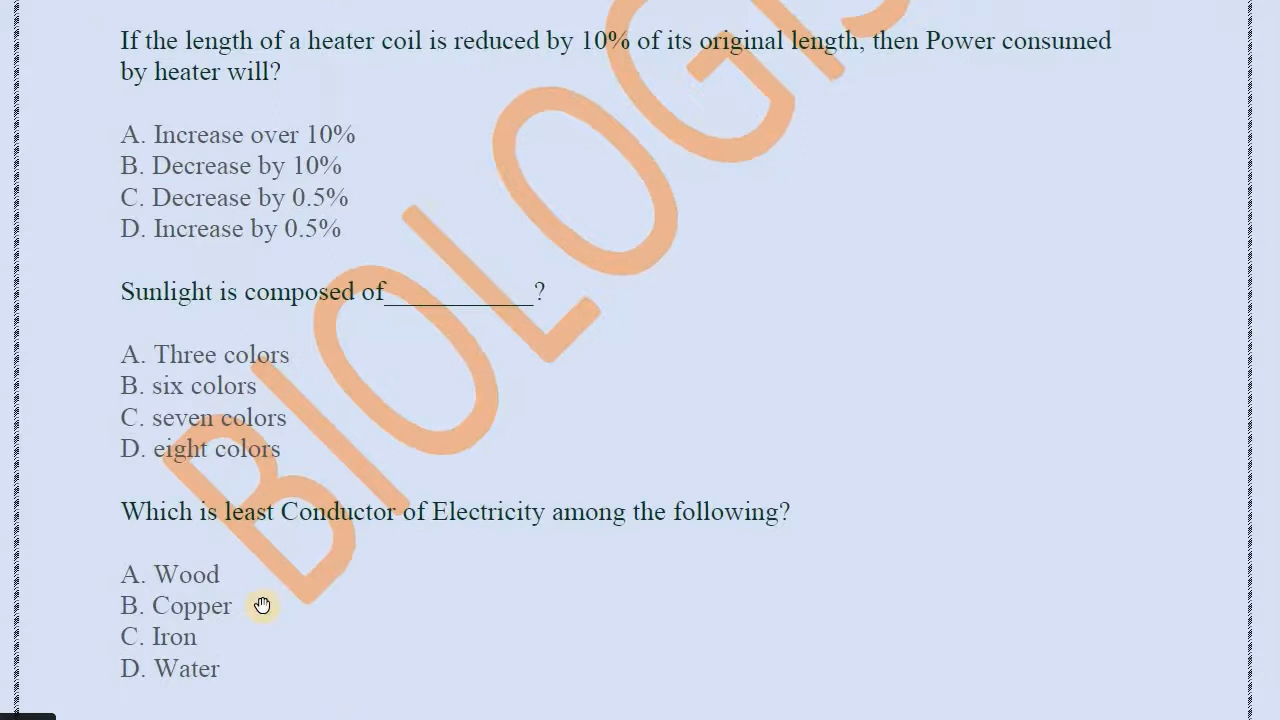 If the length of a heater coil is reduced by 10% of its original length, then Power consumed
by heater will?
A. Increase over 10%
B. Decrease by 10%
C. Decrease by 0.5%
D. Increase by 0.5%
Sunlight is composed of___________?
A. Three colors
B. six colors
C. seven colors
D. eight colors
Which is least Conductor of Electricity among the following?
A. Wood
B. Copper
C. Iron
D. Water
BIOLOGIS